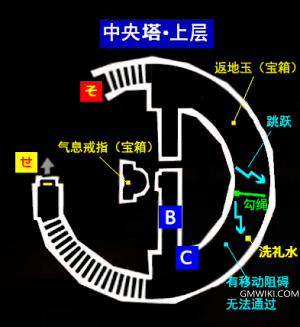 中央塔·上层
返地玉（宝箱）
そ
跳跃
气息戒指（宝箱）
せ
勾绳
B
洗礼水
C
有移动阻碍
无法通过
GMWIKI.COM